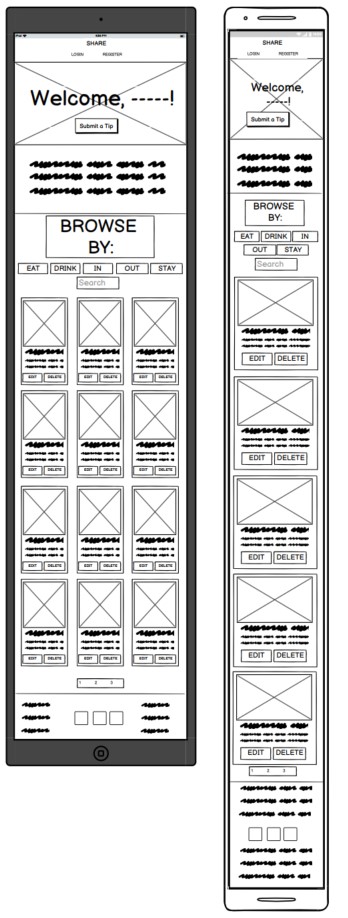 SHARE
LOGIN REGISTER
Welcome, -----!
Submit a Tip
BROWSE
BY:
EAT DRINK IN OUT STAY
Search
EDIT DELETE EDIT DELETE EDIT DELETE
EDIT DELETE EDIT DELETE EDIT DELETE
EDIT DELETE EDIT DELETE EDIT DELETE
EDIT DELETE EDIT DELETE EDIT DELETE
1 2 3
SHARE
LOGIN REGISTER
Welcome,
-----!
Submit a Tip
BROWSE
BY:
EAT DRINK IN
OUT STAY
Search
EDIT DELETE
EDIT DELETE
EDIT DELETE
EDIT DELETE
EDIT DELETE
1 2 3